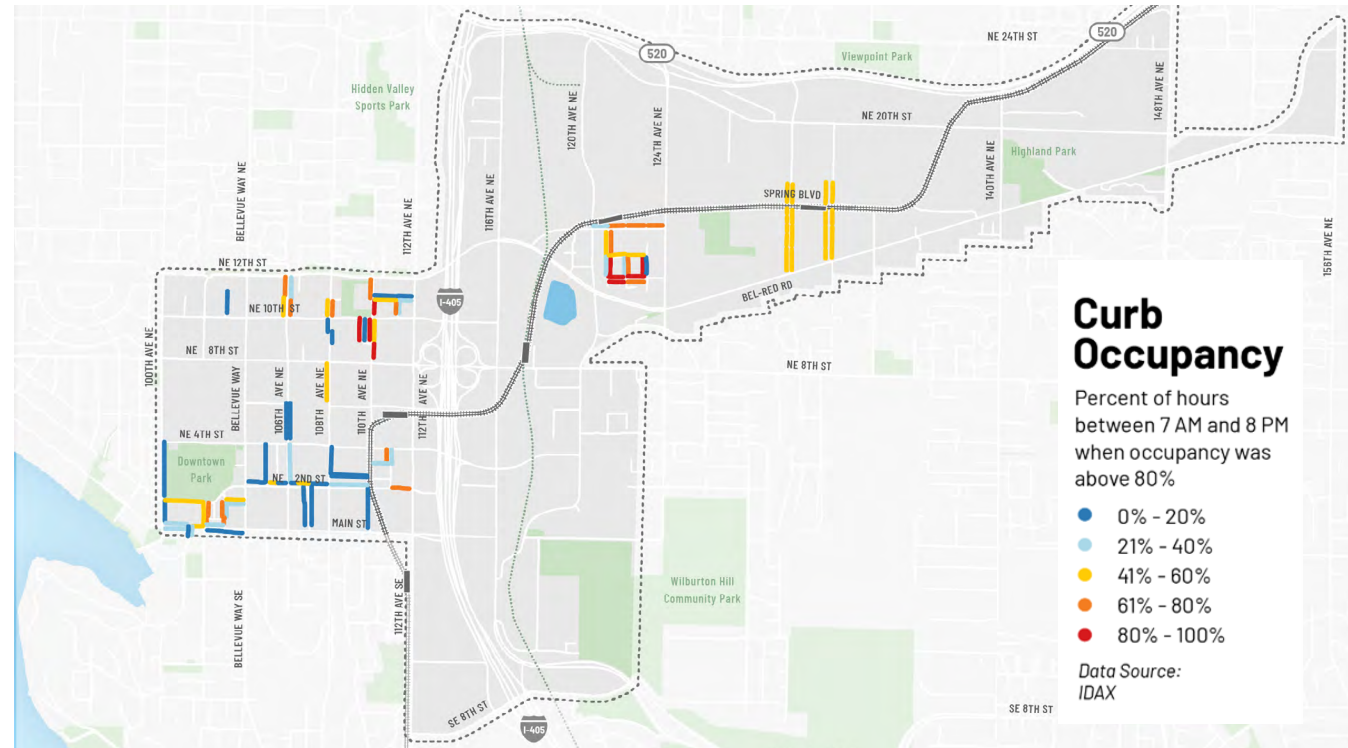 520
NE 24TH ST
520
Viewpoint Park
Hidden Valley
Sports Park
148TH AVE NE
120TH AVE NE
124TH AVE NE
NE 20TH ST
140TH AVE NE
Highland Park
BELLEVUE WAY NE
116TH AVE NE
112TH AVE NE
SPRING BLVD
156TH AVE NE
NE 12TH ST
BEL-RED RD
I-405
NE 10TH ST
100TH AVE NE
NE 8TH ST
NE 8TH ST
BELLEVUE WAY
106TH AVE NE
108TH AVE NE
110TH AVE NE
112TH AVE NE
NE 4TH ST
Downtown
Park
NE 2ND ST
MAIN ST
Wilburton Hill
Community Park
112TH AVE SE
BELLEVUE WAY SE
SE 8TH ST
I-405
SE 8TH ST
Curb
Occupancy
Percent of hours
between 7 AM and 8 PM
when occupancy was
above 80%
0% - 20%
21% - 40%
41% - 60%
61% - 80%
80% - 100%
Data Source:
IDAX